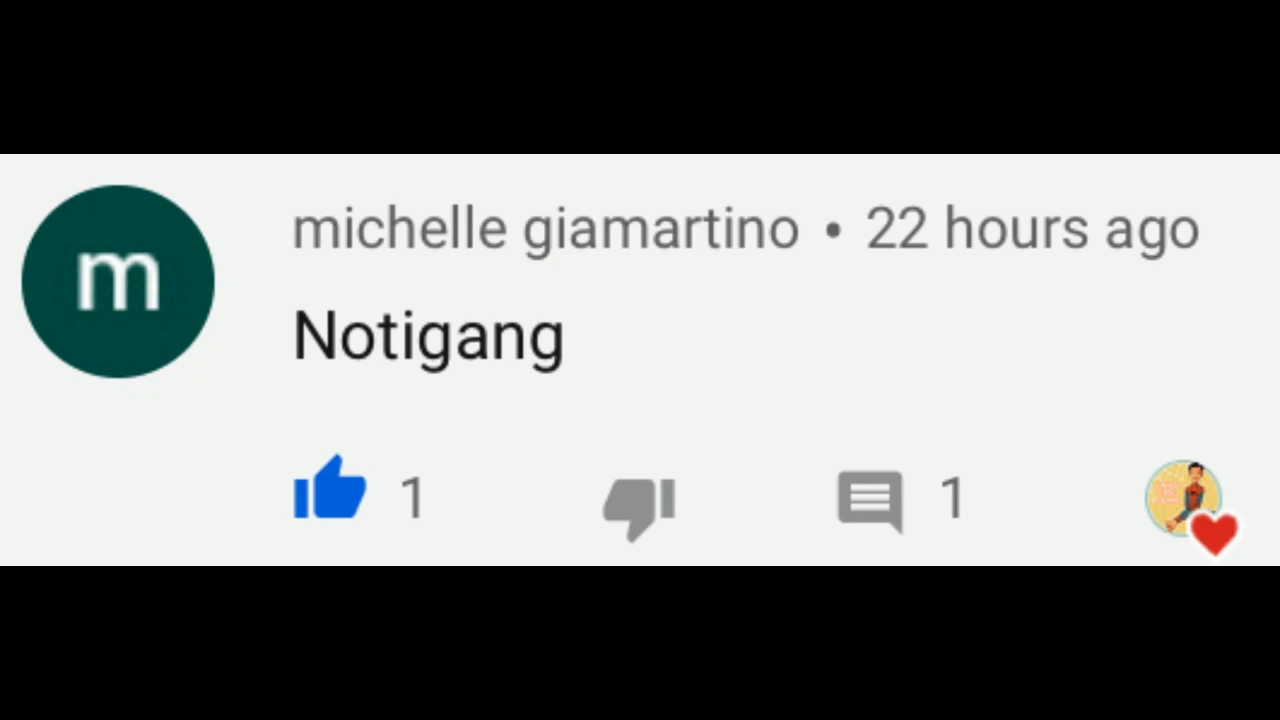 m
michelle giamartino • 22 hours ago
Notigang
1 1